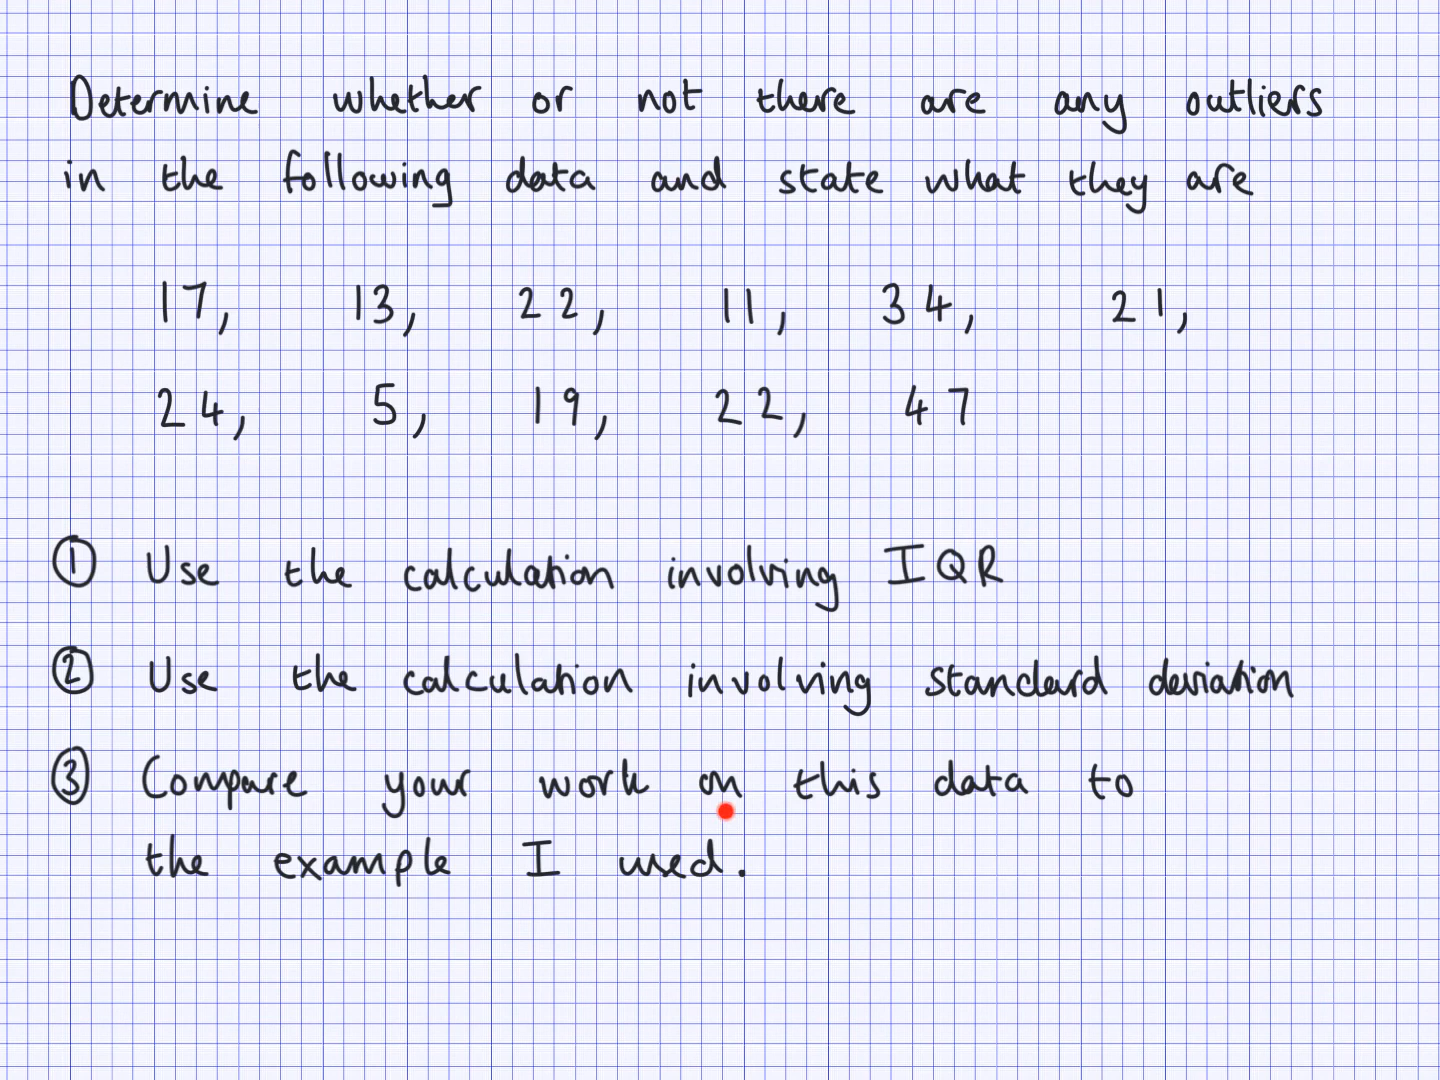 Determine whether or not there are any outliers
in the following data and state what they are
17, 13, 22, 11, 34, 21,
24, 5, 19, 22, 47
① Use the calculation involving IQR
② Use the calculation involving standard deviation
③ Compare your work on this data to
the example I used.